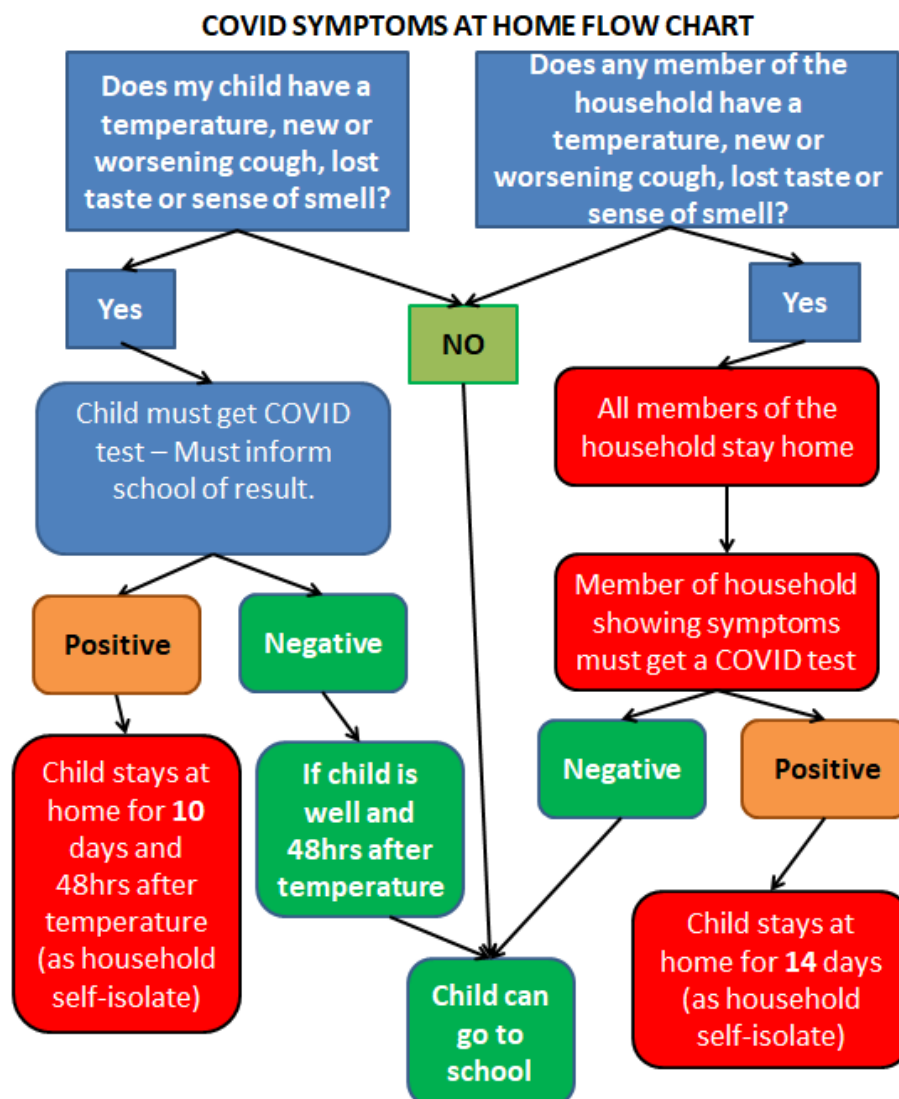 COVID SYMPTOMS AT HOME FLOW CHART
Does my child have a
temperature, new or
worsening cough, lost
taste or sense of smell?
Does any member of the
household have a
temperature, new or
worsening cough, lost taste or
sense of smell?
Yes
NO
Yes
Child must get COVID
test – Must inform
school of result.
All members of the
household stay home
Member of household
showing symptoms
must get a COVID test
Positive
Negative
Negative
Positive
Child stays at
home for 10
days and
48hrs after
temperature
(as household
self-isolate)
If child is
well and
48hrs after
temperature
Child stays at
home for 14 days
(as household
self-isolate)
Child can
go to
school